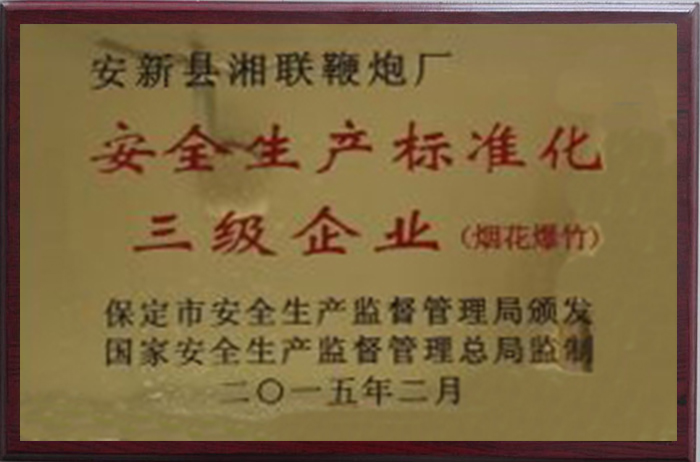 安新县湘联鞭炮厂
安全生产标准化
三级企业（烟花爆竹）
保定市安全生产监督管理局颁发
国家安全生产监督管理总局监制
二〇一五年二月